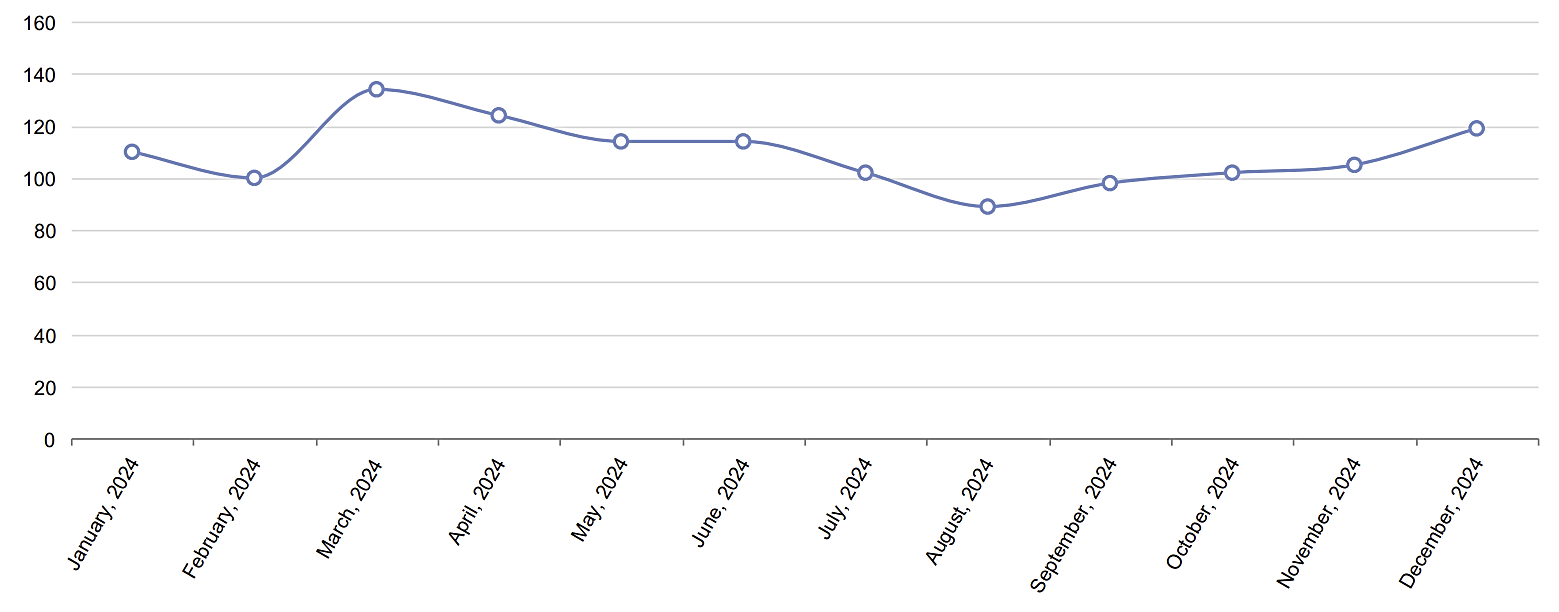 160
140
120
100
80
60
40
20
0
January, 2024
February, 2024
March, 2024
April, 2024
May, 2024
June, 2024
July, 2024
August, 2024
September, 2024
October, 2024
November, 2024
December, 2024